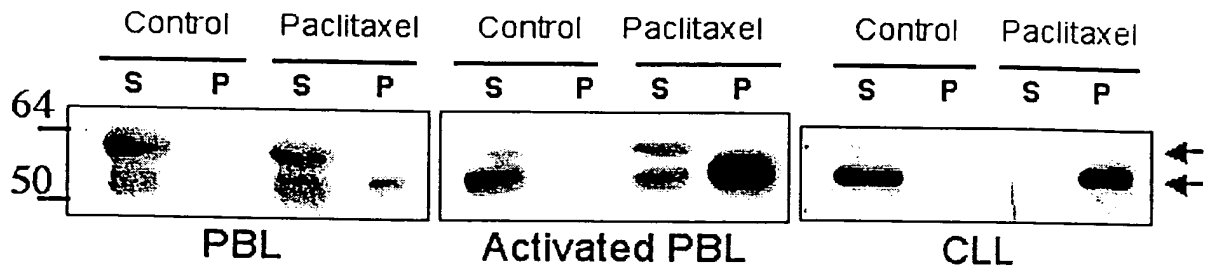 Control Paclitaxel Control Paclitaxel Control Paclitaxel
S P S P S P S P S P S P
64
50
PBL Activated PBL CLL